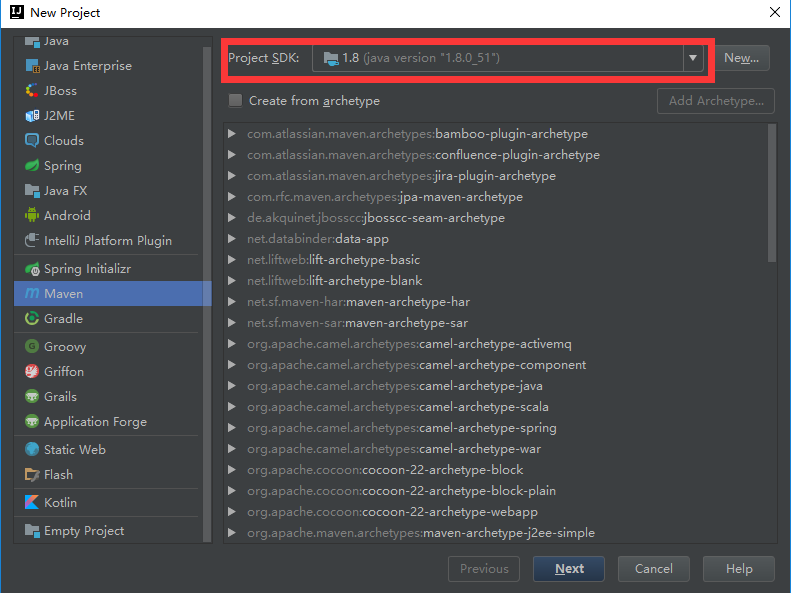 New Project
Java
Java Enterprise
JBoss
J2ME
Clouds
Spring
Java FX
Android
IntelliJ Platform Plugin
Spring Initializr
Maven
Gradle
Groovy
Griffon
Grails
Application Forge
Static Web
Flash
Kotlin
Empty Project
Project SDK: 1.8 (java version "1.8.0_51") New...
Create from archetype Add Archetype...
com.atlassian.maven.archetypes:bamboo-plugin-archetype
com.atlassian.maven.archetypes:confluence-plugin-archetype
com.atlassian.maven.archetypes:jira-plugin-archetype
com.rfc.maven.archetypes:jpa-maven-archetype
de.akquinet.jbosscc:jbosscc-seam-archetype
net.databinder:data-app
net.liftweb:lift-archetype-basic
net.liftweb:lift-archetype-blank
net.sf.maven-har:maven-archetype-har
net.sf.maven-sar:maven-archetype-sar
org.apache.camel.archetypes:camel-archetype-activemq
org.apache.camel.archetypes:camel-archetype-component
org.apache.camel.archetypes:camel-archetype-java
org.apache.camel.archetypes:camel-archetype-scala
org.apache.camel.archetypes:camel-archetype-spring
org.apache.camel.archetypes:camel-archetype-war
org.apache.cocoon:cocoon-22-archetype-block
org.apache.cocoon:cocoon-22-archetype-block-plain
org.apache.cocoon:cocoon-22-archetype-webapp
org.apache.maven.archetypes:maven-archetype-j2ee-simple
Previous Next Cancel Help